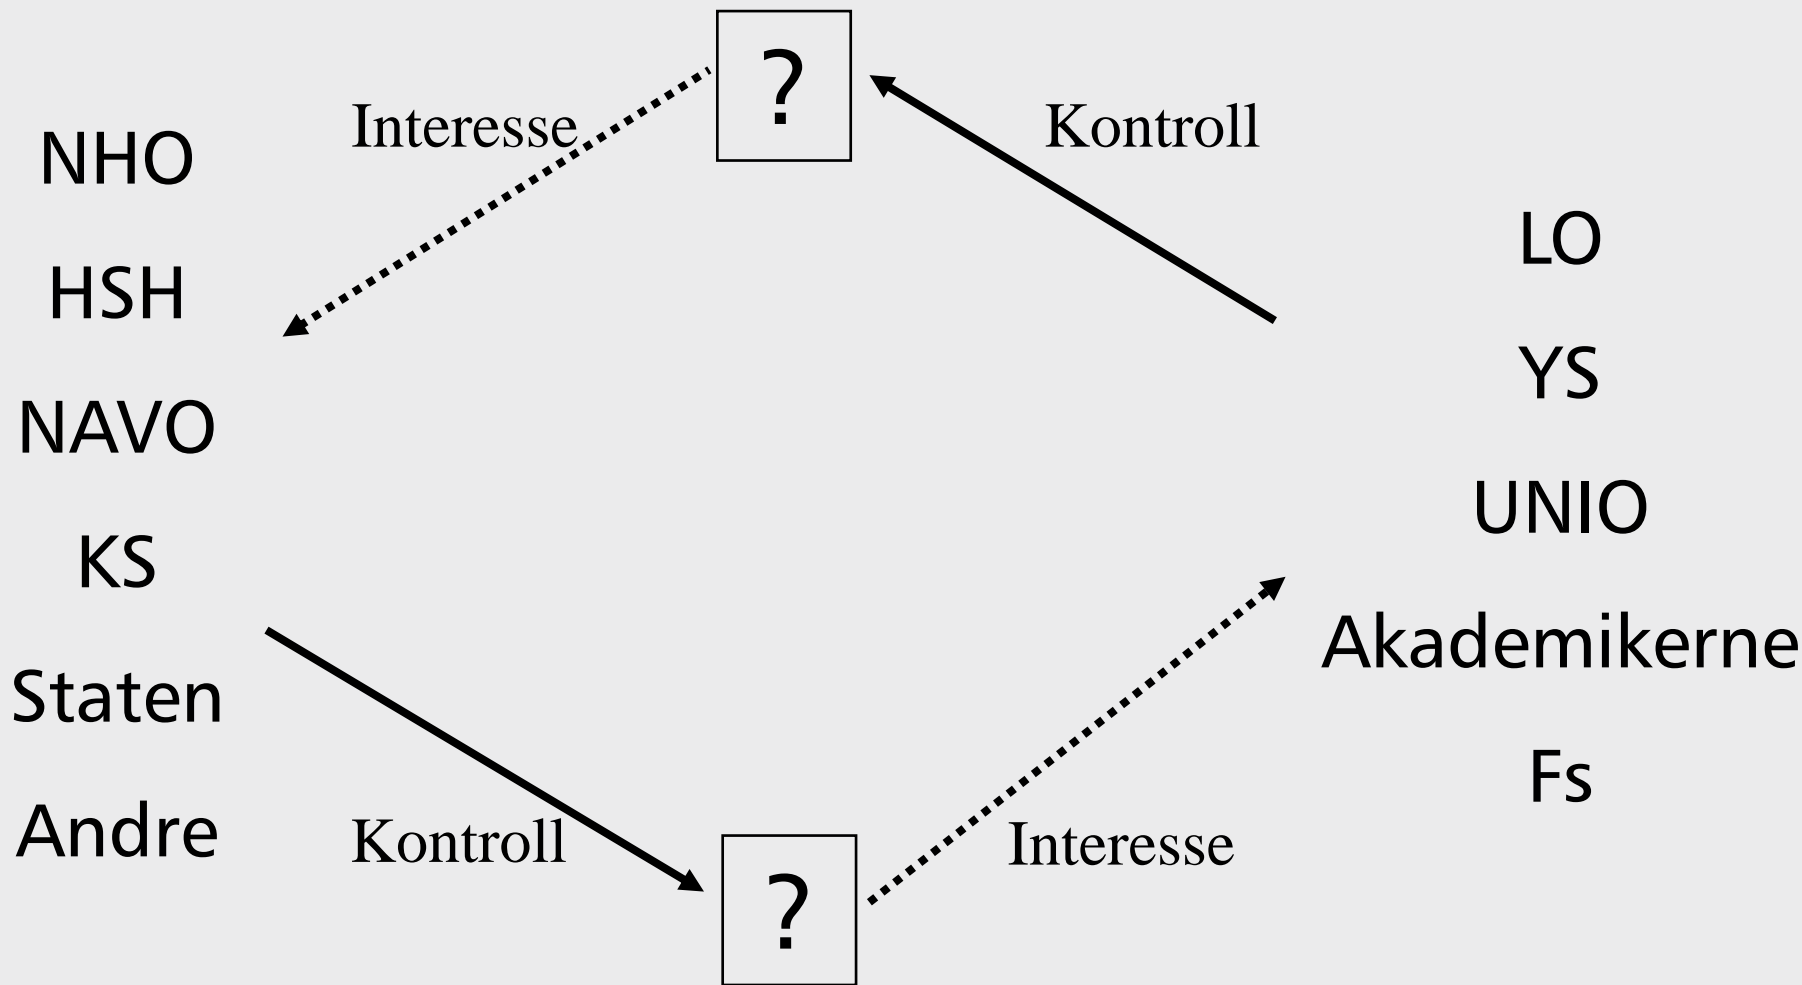 ?
Interesse
Kontroll
NHO
HSH
NAVO
KS
Staten
Andre
LO
YS
UNIO
Akademikerne
Fs
Kontroll
Interesse
?